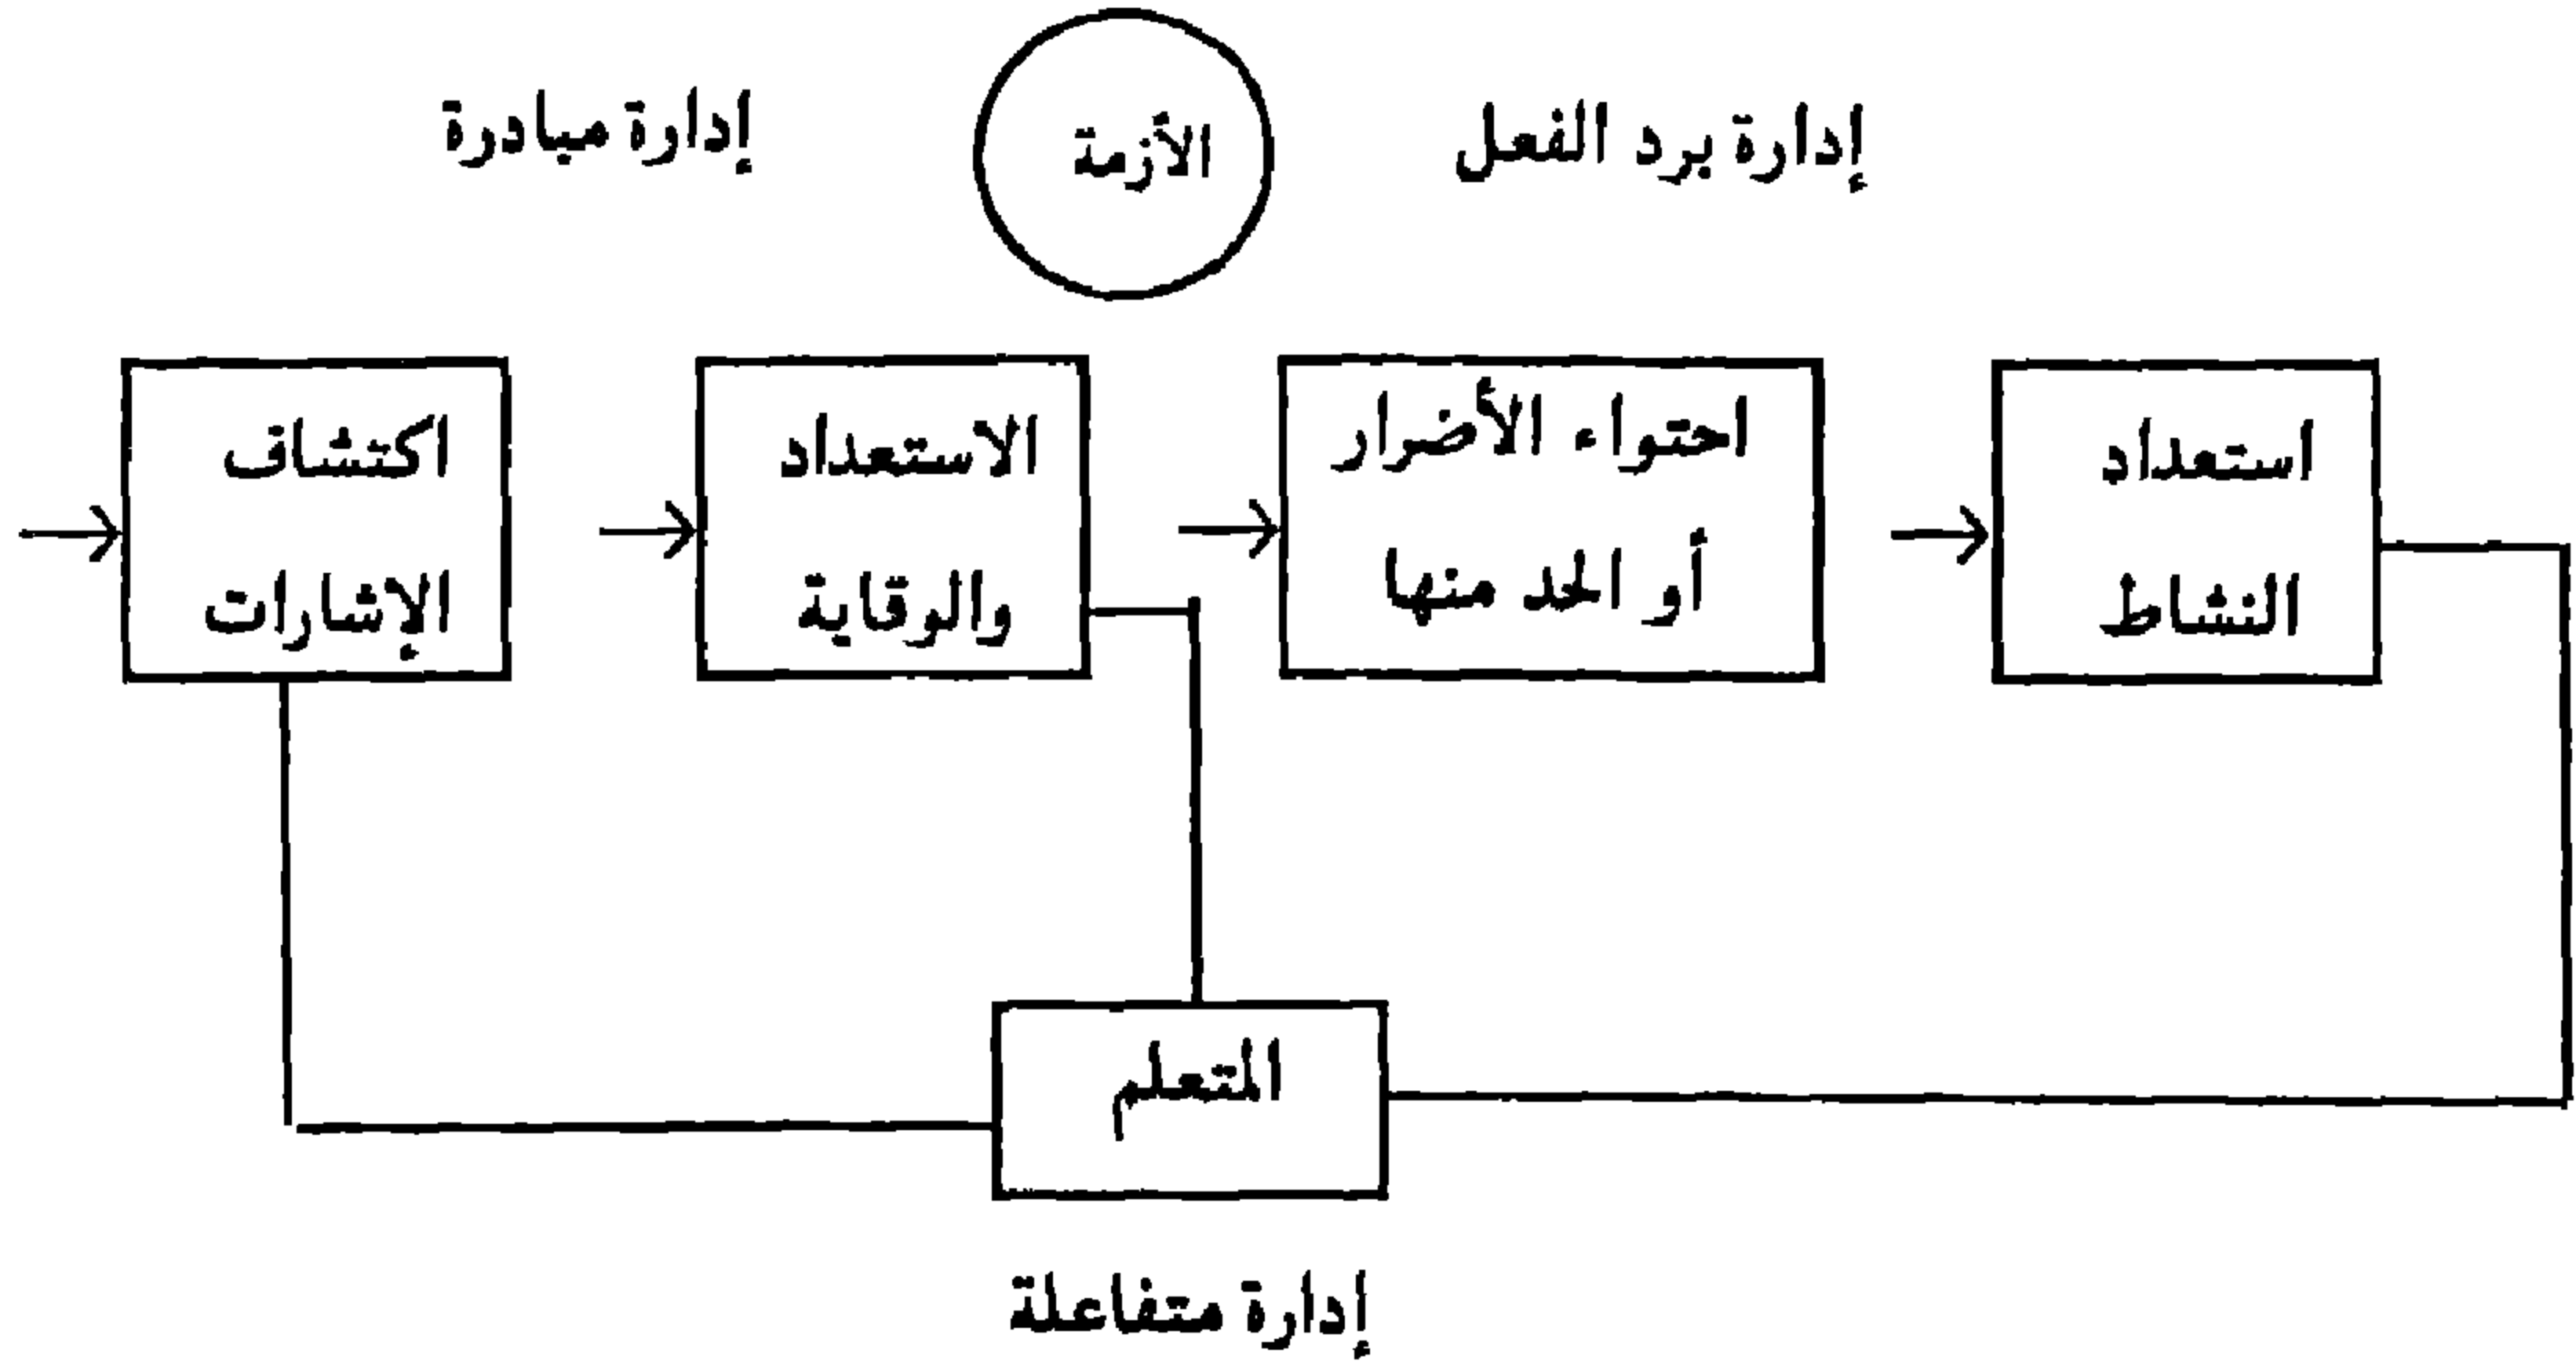 إدارة برد الفعل
الأزمة
إدارة مبادرة
اكتشاف
الإشارات
الاستعداد
والوقاية
احتواء الأضرار
أو الحد منها
استعداد
النشاط
المتعلم
إدارة متفاعلة